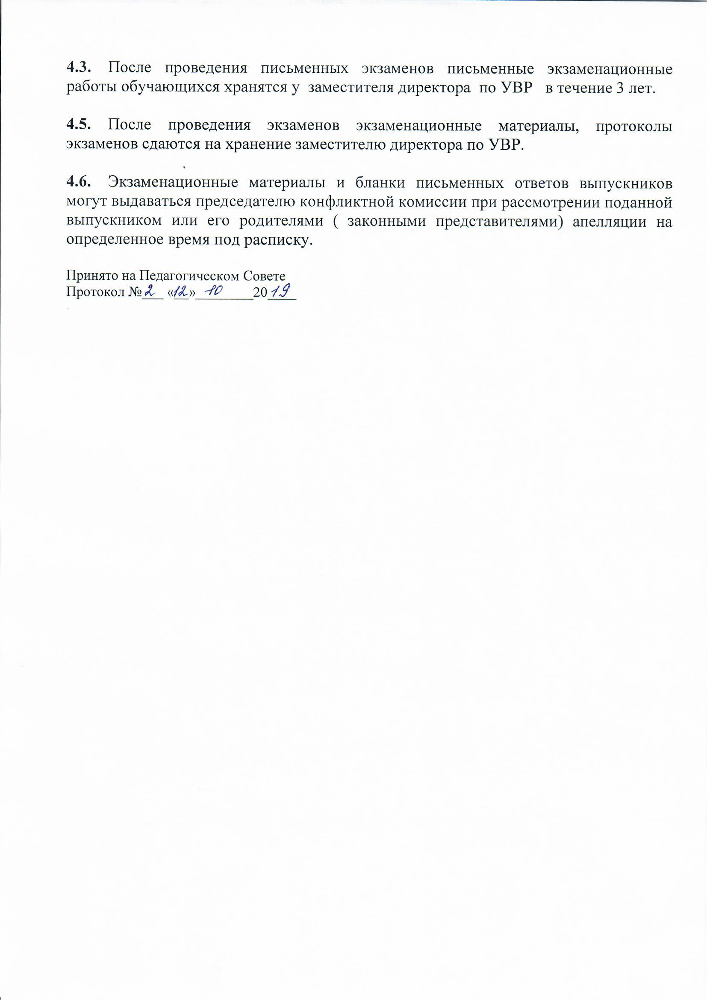 4.3. После проведения письменных экзаменов письменные экзаменационные
работы обучающихся хранятся у заместителя директора по УВР в течение 3 лет.
4.5. После проведения экзаменов экзаменационные материалы, протоколы
экзаменов сдаются на хранение заместителю директора по УВР.
4.6. Экзаменационные материалы и бланки письменных ответов выпускников
могут выдаваться председателю конфликтной комиссии при рассмотрении поданной
выпускником или его родителями ( законными представителями) апелляции на
определенное время под расписку.
Принято на Педагогическом Совете
Протокол № 2 «12» 10 2019